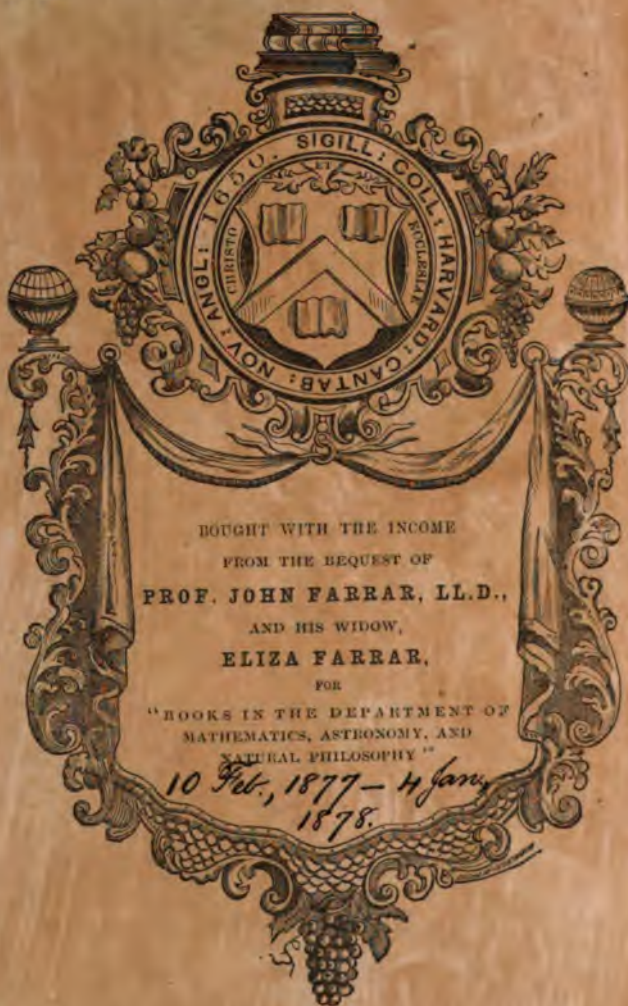 SIGILL: COLL: HARVARD: CANTAB: NOV: ANGL: 1650.
ET
CHRISTO
ECCLESIAE
BOUGHT WITH THE INCOME
FROM THE BEQUEST OF
PROF. JOHN FARRAR, LL.D.,
AND HIS WIDOW,
ELIZA FARRAR,
FOR
"BOOKS IN THE DEPARTMENT OF
MATHEMATICS, ASTRONOMY, AND
NATURAL PHILOSOPHY"
10 Feb., 1877 – 4 Jan.,
1878.